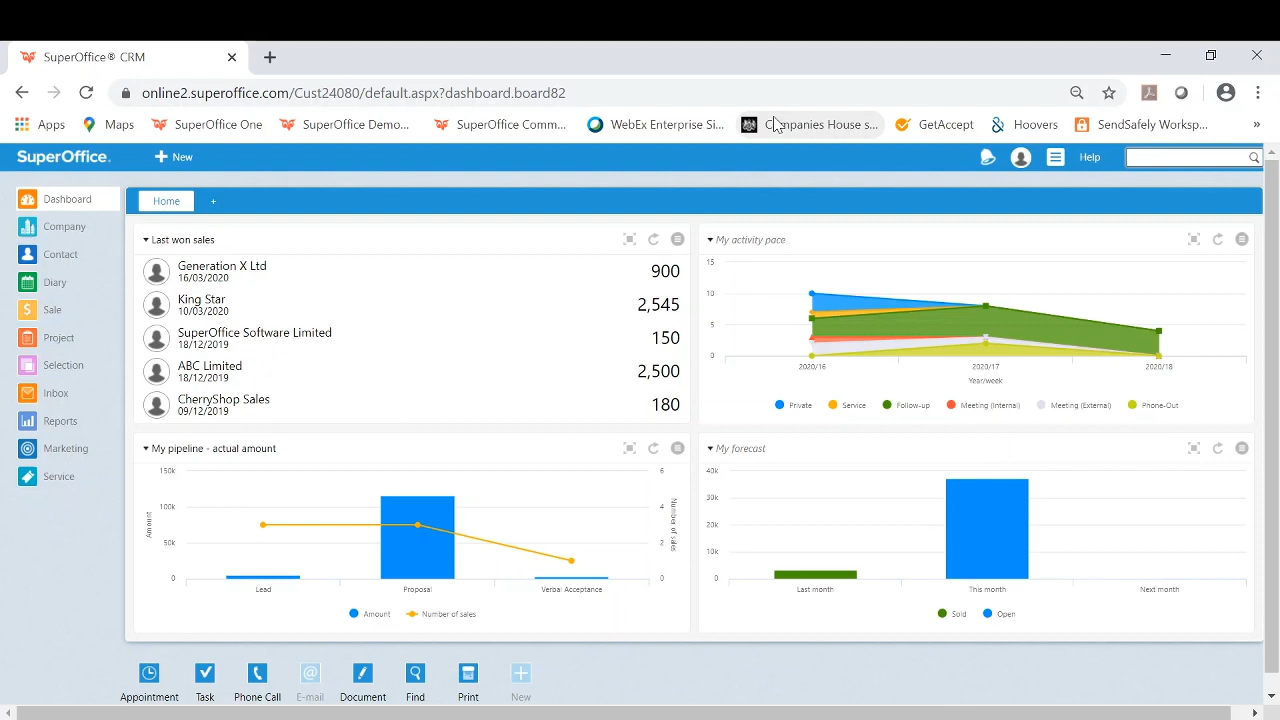 SuperOffice® CRM
online2.superoffice.com/Cust24080/default.aspx?dashboard.board82
Apps Maps SuperOffice One SuperOffice Demo... SuperOffice Comm... WebEx Enterprise Si... Companies House s... GetAccept Hoovers SendSafely Worksp... »
SuperOffice. New Help
Dashboard
Company
Contact
Diary
Sale
Project
Selection
Inbox
Reports
Marketing
Service
Home +
Last won sales
Generation X Ltd 900
16/03/2020
King Star 2,545
10/03/2020
SuperOffice Software Limited 150
18/12/2019
ABC Limited 2,500
18/12/2019
CherryShop Sales 180
09/12/2019
My activity pace
15
10
5
0
2020/16 2020/17 2020/18
Year/week
Private Service Follow-up Meeting (Internal) Meeting (External) Phone-Out
My pipeline - actual amount
150k 6
100k 4
50k 2
0 0
Amount
Number of sales
Lead Proposal Verbal Acceptance
Amount Number of sales
My forecast
40k
30k
20k
10k
0
Last month This month Next month
Sold Open
Appointment Task Phone Call E-mail Document Find Print New